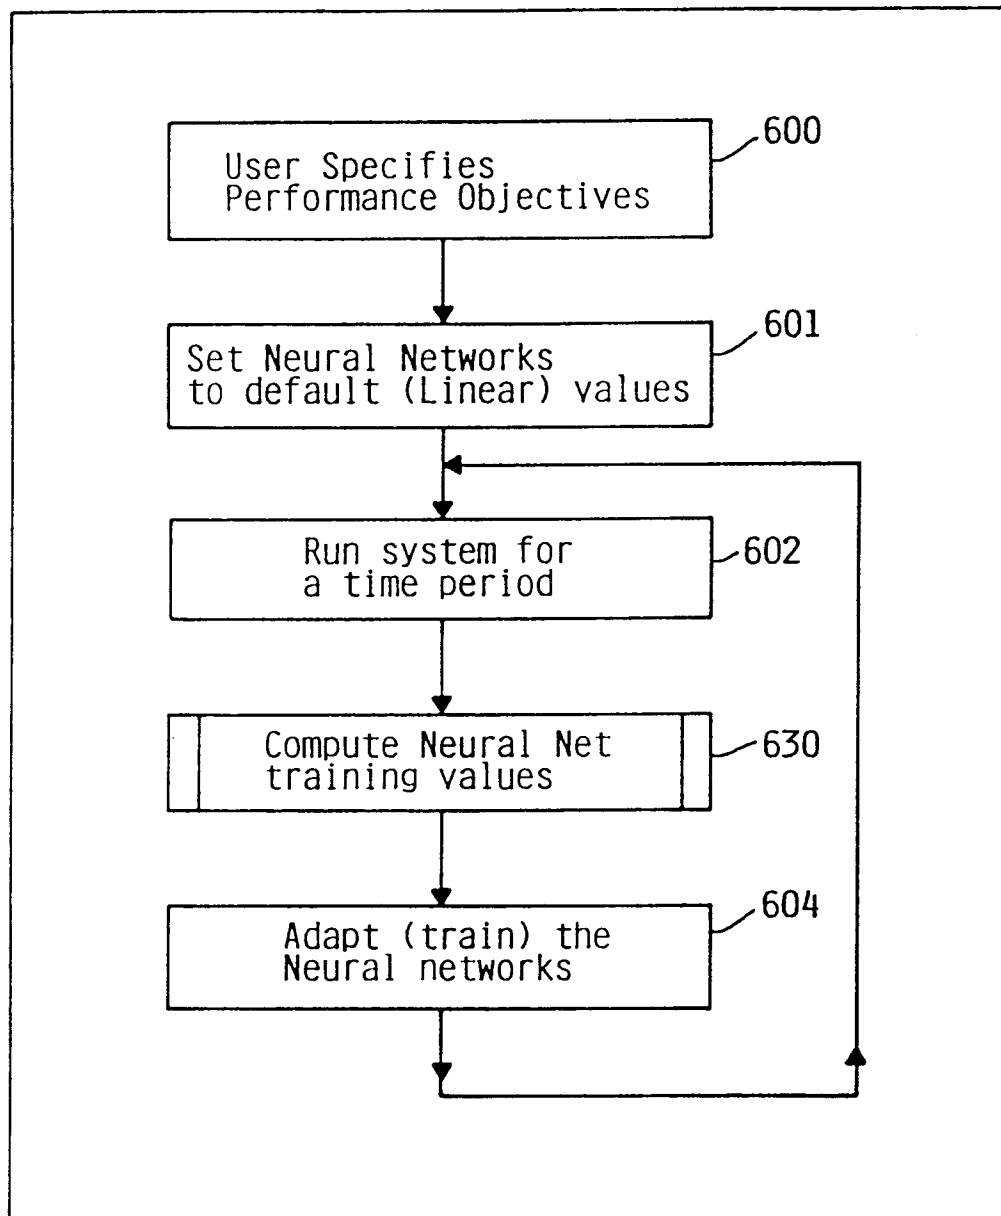 600
User Specifies
Performance Objectives
601
Set Neural Networks
to default (Linear) values
Run system for
a time period
602
Compute Neural Net
training values
630
604
Adapt (train) the
Neural networks